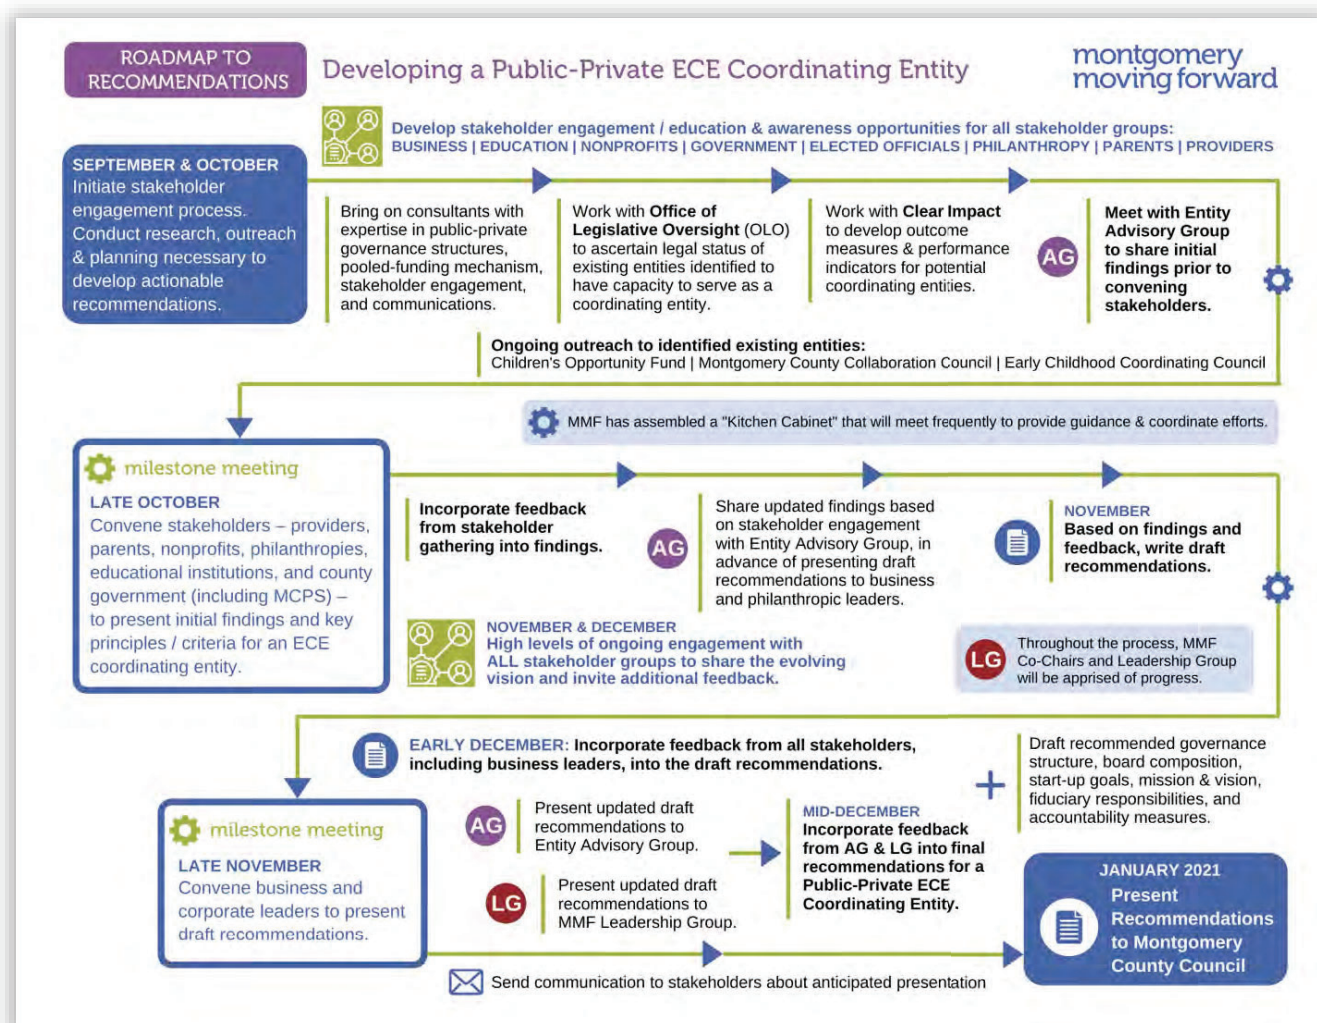 ROADMAP TO
RECOMMENDATIONS
Developing a Public-Private ECE Coordinating Entity
montgomery
moving forward
Develop stakeholder engagement / education & awareness opportunities for all stakeholder groups:
BUSINESS | EDUCATION | NONPROFITS | GOVERNMENT | ELECTED OFFICIALS | PHILANTHROPY | PARENTS | PROVIDERS
SEPTEMBER & OCTOBER
Initiate stakeholder
engagement process.
Conduct research, outreach
& planning necessary to
develop actionable
recommendations.
Bring on consultants with
expertise in public-private
governance structures,
pooled-funding mechanism,
stakeholder engagement,
and communications.
Work with Office of
Legislative Oversight (OLO)
to ascertain legal status of
existing entities identified to
have capacity to serve as a
coordinating entity.
Work with Clear Impact
to develop outcome
measures & performance
indicators for potential
coordinating entities.
AG
Meet with Entity
Advisory Group
to share initial
findings prior to
convening
stakeholders.
Ongoing outreach to identified existing entities:
Children's Opportunity Fund | Montgomery County Collaboration Council | Early Childhood Coordinating Council
MMF has assembled a "Kitchen Cabinet" that will meet frequently to provide guidance & coordinate efforts.
milestone meeting
LATE OCTOBER
Convene stakeholders – providers,
parents, nonprofits, philanthropies,
educational institutions, and county
government (including MCPS) –
to present initial findings and key
principles / criteria for an ECE
coordinating entity.
Incorporate feedback
from stakeholder
gathering into findings.
AG
Share updated findings based
on stakeholder engagement
with Entity Advisory Group, in
advance of presenting draft
recommendations to business
and philanthropic leaders.
NOVEMBER
Based on findings and
feedback, write draft
recommendations.
NOVEMBER & DECEMBER
High levels of ongoing engagement with
ALL stakeholder groups to share the evolving
vision and invite additional feedback.
LG
Throughout the process, MMF
Co-Chairs and Leadership Group
will be apprised of progress.
EARLY DECEMBER: Incorporate feedback from all stakeholders,
including business leaders, into the draft recommendations.
Draft recommended governance
structure, board composition,
start-up goals, mission & vision,
fiduciary responsibilities, and
accountability measures.
milestone meeting
LATE NOVEMBER
Convene business and
corporate leaders to present
draft recommendations.
AG
Present updated draft
recommendations to
Entity Advisory Group.
LG
Present updated draft
recommendations to
MMF Leadership Group.
MID-DECEMBER
Incorporate feedback
from AG & LG into final
recommendations for a
Public-Private ECE
Coordinating Entity.
JANUARY 2021
Present
Recommendations
to Montgomery
County Council
Send communication to stakeholders about anticipated presentation